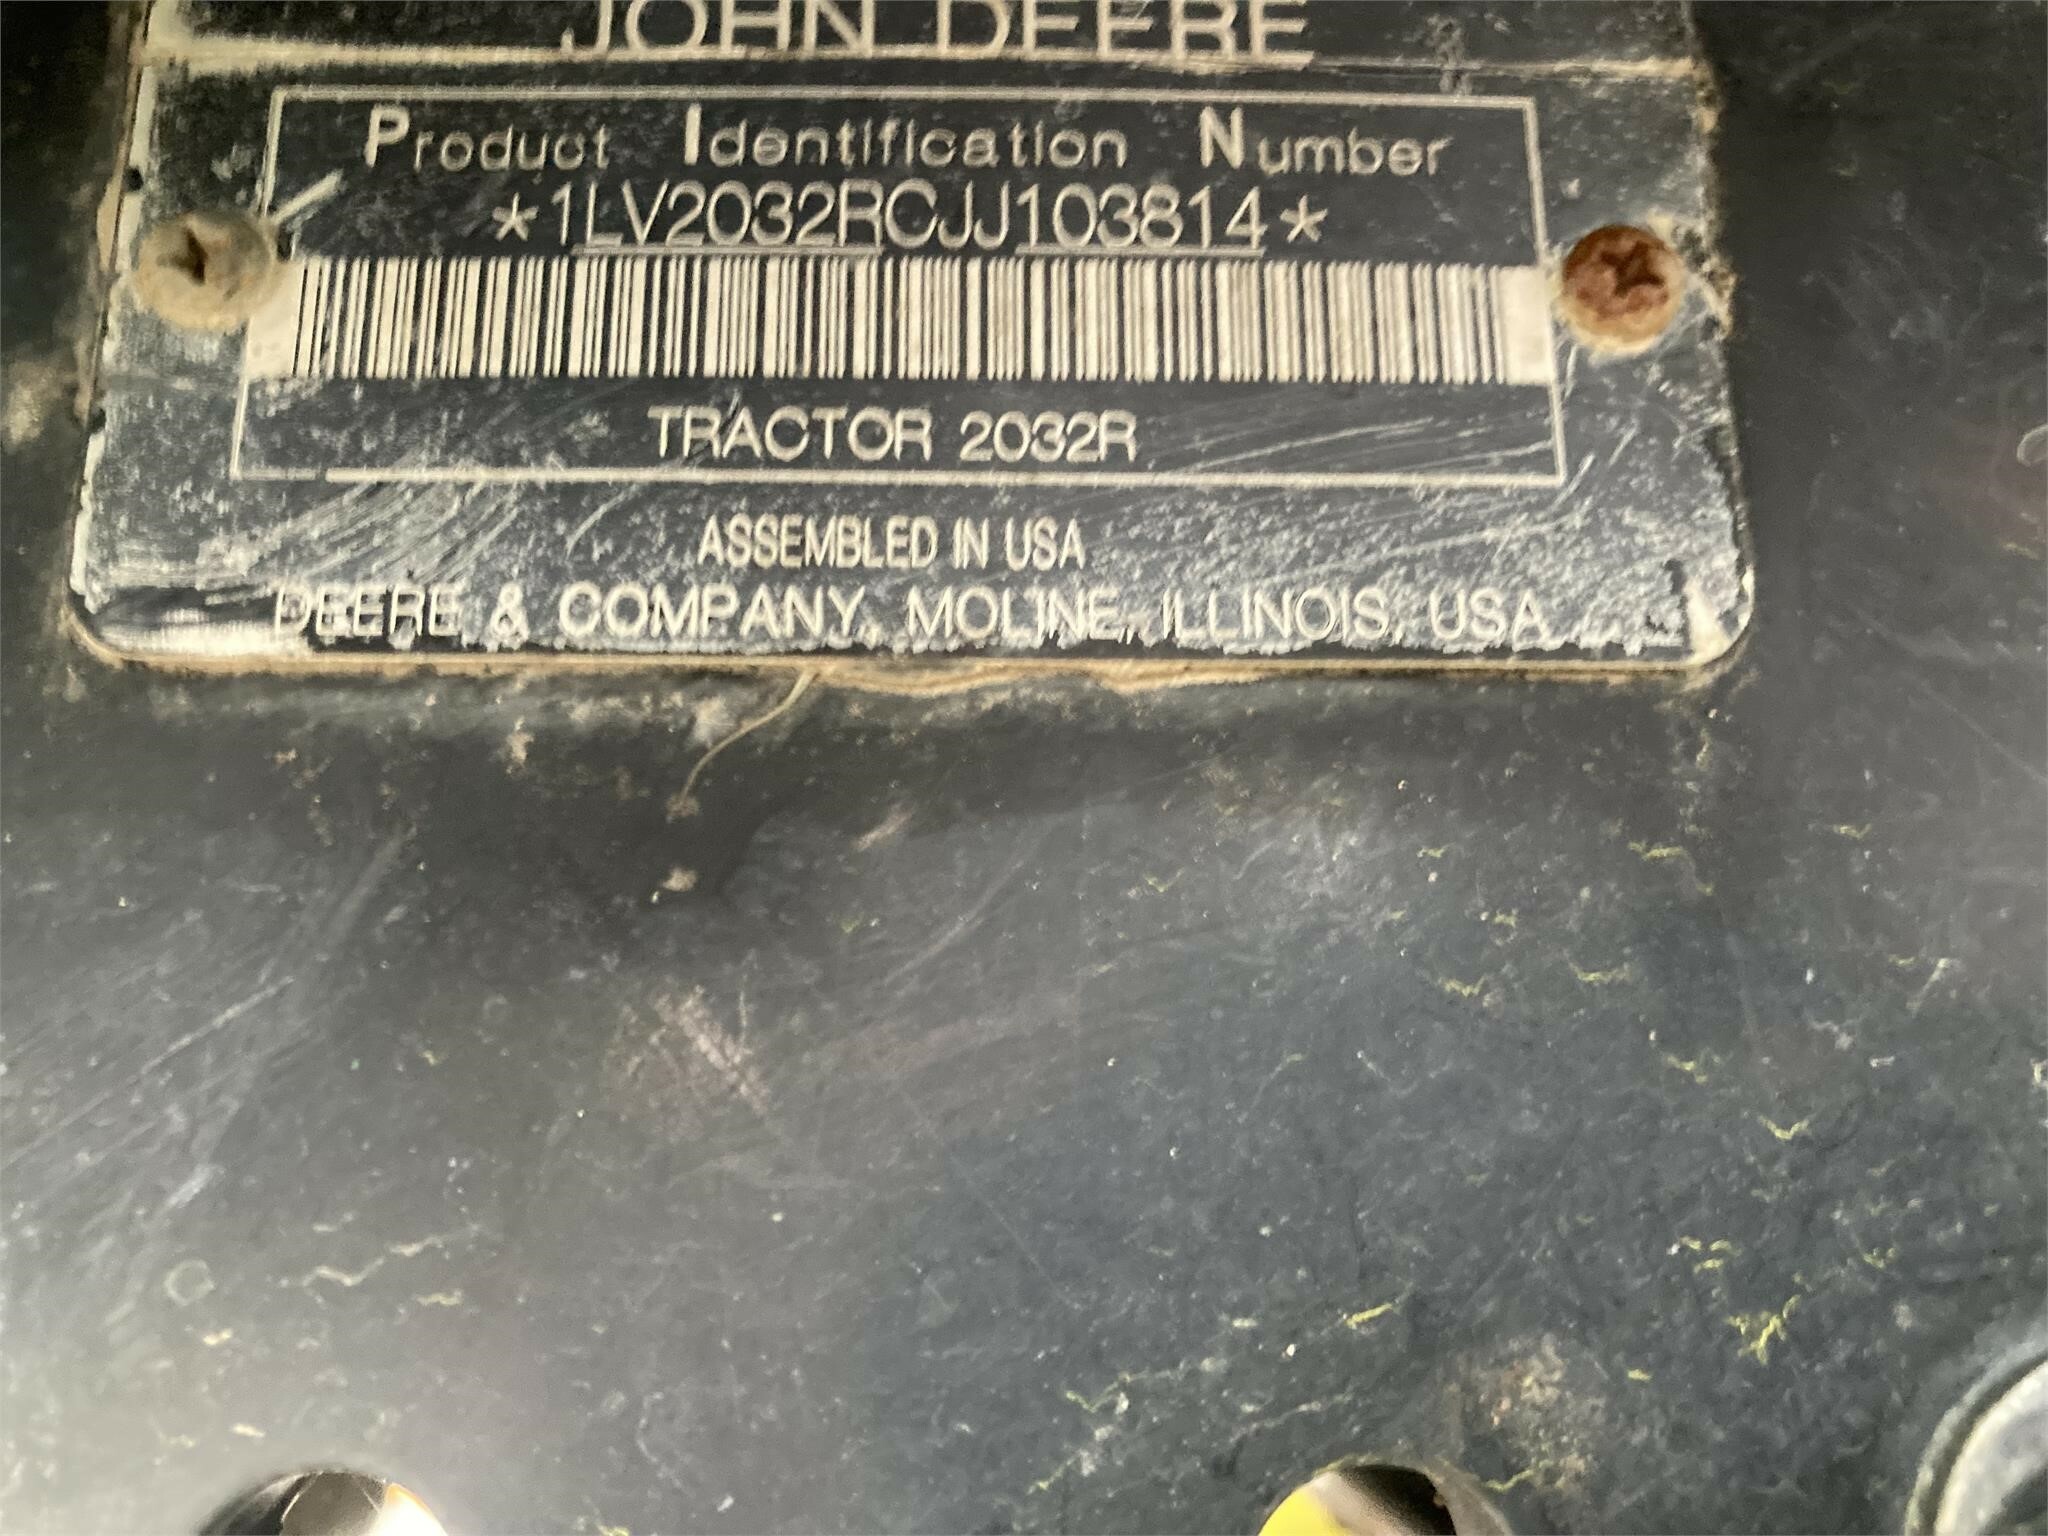 JOHN DEERE
Product Identification Number
*1LV2032RCJJ103814*
TRACTOR 2032R
ASSEMBLED IN USA
DEERE & COMPANY, MOLINE, ILLINOIS, USA